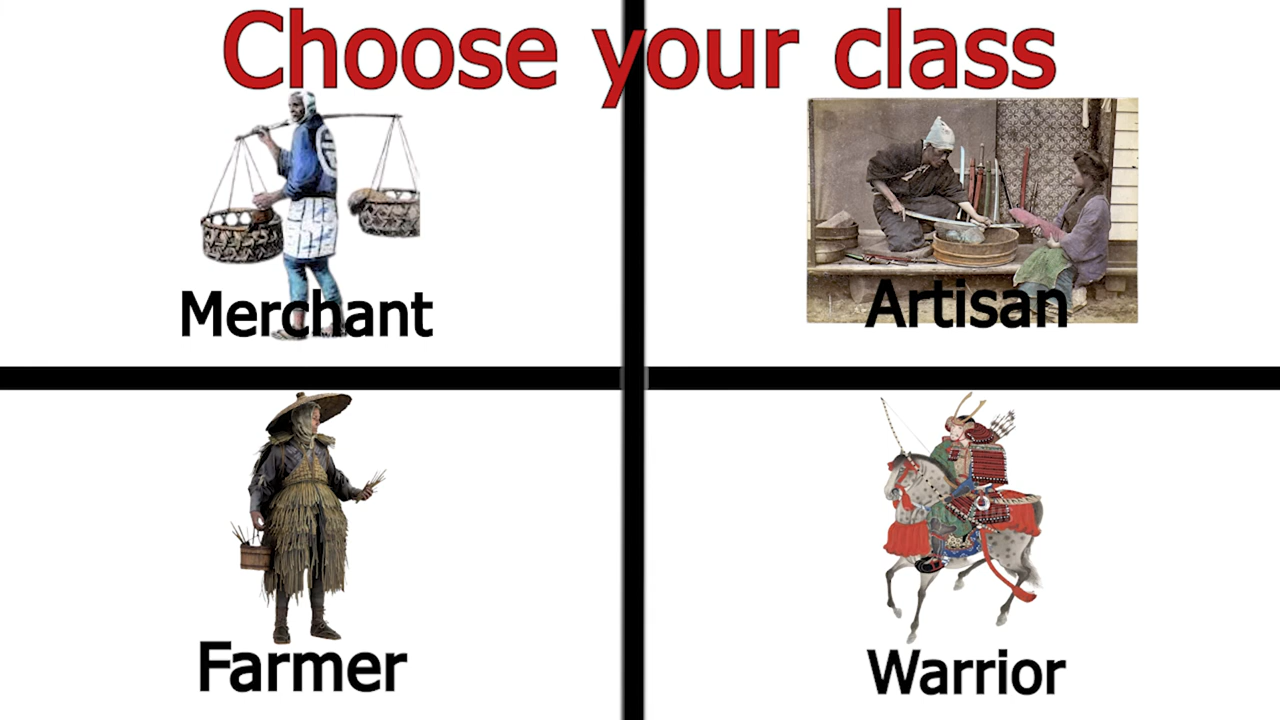 Choose your class
Merchant
Artisan
Farmer
Warrior